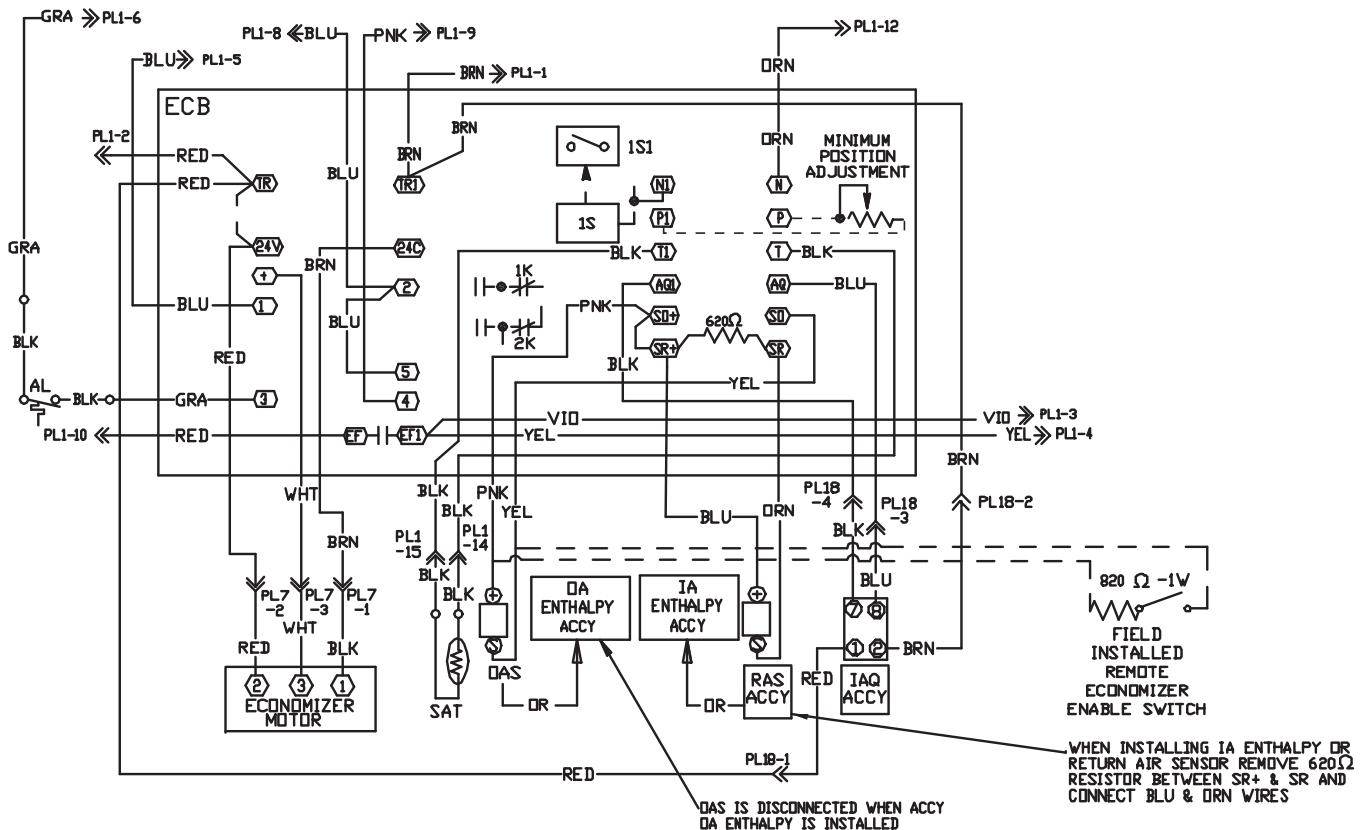 GRA PL1-6
PL1-8 BLU PNK PL1-9
PL1-12
BLU PL1-5
BRN PL1-1
ORN
ECB
PL1-2
BRN
BRN
ORN
MINIMUM
POSITION
ADJUSTMENT
1S1
RED
RED
TR
BLU
TR1
N1
N
1S
P1
P
GRA
24V
BRN
24C
BLK
T1
T
BLK
+
1K
AQ1
AQ
BLU
2
BLU
1
PNK
SO+
SO
BLU
620Ω
BLK
RED
2K
SR+
SR
BLK
AL
5
YEL
BLK
GRA
3
4
VIO
VIO PL1-3
PL1-10
RED
EF
EF1
YEL
YEL PL1-4
BRN
WHT
BLK
PNK
PL18
-4
PL18
-3
PL18-2
BLK
YEL
BLU
ORN
BRN
PL1
-15
PL1
-14
BLK
BLK
BLK
PL7
-2
PL7
-3
PL7
-1
+
OA
ENTHALPY
ACCY
IA
ENTHALPY
ACCY
+
BLU
820 Ω -1W
7
8
WHT
RED
BLK
S
S
1
2
BRN
FIELD
INSTALLED
REMOTE
ECONOMIZER
ENABLE SWITCH
2
3
1
ECONOMIZER
MOTOR
SAT
OAS
OR
OR
RAS
ACCY
RED
IAQ
ACCY
RED
PL18-1
WHEN INSTALLING IA ENTHALPY OR
RETURN AIR SENSOR REMOVE 620Ω
RESISTOR BETWEEN SR+ & SR AND
CONNECT BLU & ORN WIRES
OAS IS DISCONNECTED WHEN ACCY
OA ENTHALPY IS INSTALLED